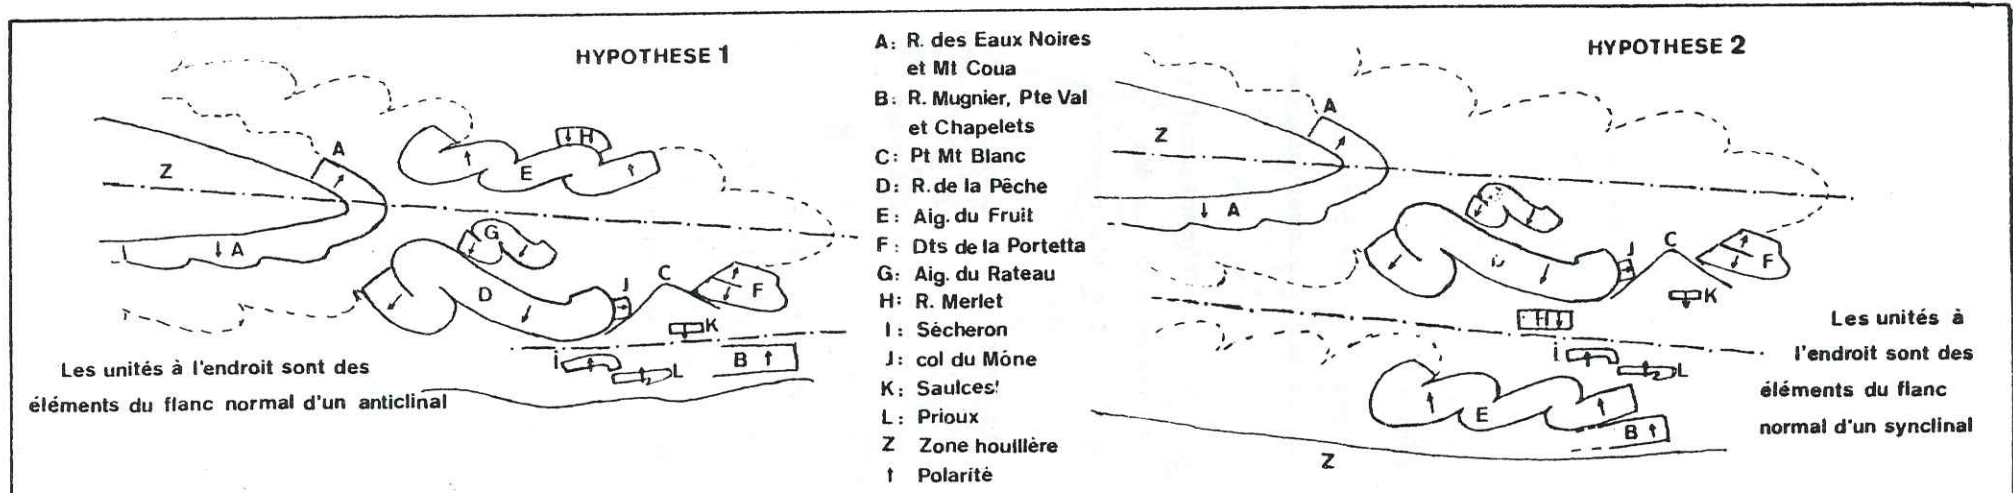 HYPOTHESE 1
A
Z
H
E
A
G
D
J
C
F
K
I
L
B
Les unités à l'endroit sont des
éléments du flanc normal d'un anticlinal
A: R. des Eaux Noires
et Mt Coua
B: R. Mugnier, Pte Val
et Chapelets
C: Pt Mt Blanc
D: R. de la Pêche
E: Aig. du Fruit
F: Dts de la Portetta
G: Aig. du Rateau
H: R. Merlet
I: Sécheron
J: col du Mône
K: Saulces!
L: Prioux
Z Zone houillère
↑ Polarité
HYPOTHESE 2
A
Z
A
J
C
F
K
H
i
L
E
B
Z
Les unités à
l'endroit sont des
éléments du flanc
normal d'un synclinal